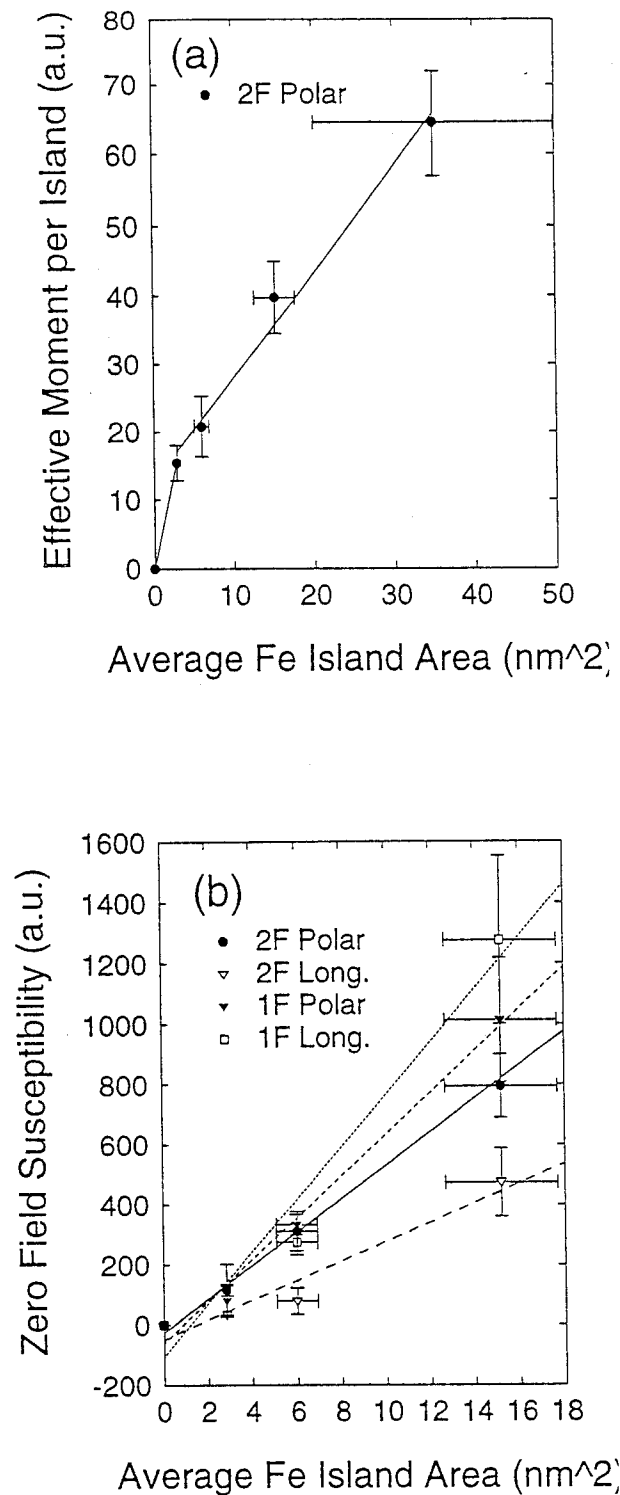 (a)
2F Polar
Effective Moment per Island (a.u.)
80
70
60
50
40
30
20
10
0
0 10 20 30 40 50
Average Fe Island Area (nm^2)
(b)
2F Polar
2F Long.
1F Polar
1F Long.
Zero Field Susceptibility (a.u.)
1600
1400
1200
1000
800
600
400
200
0
-200
0 2 4 6 8 10 12 14 16 18
Average Fe Island Area (nm^2)